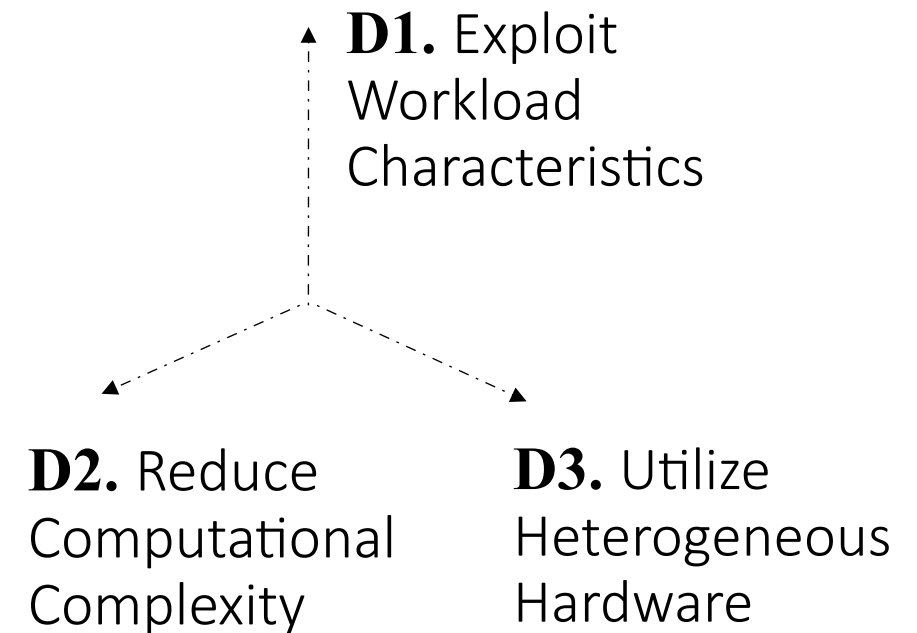 D1. Exploit
Workload
Characteristics
D2. Reduce
Computational
Complexity
D3. Utilize
Heterogeneous
Hardware